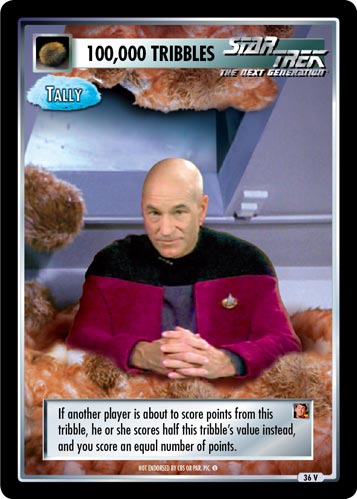 100,000 TRIBBLES
STAR TREK
THE NEXT GENERATION
TALLY
If another player is about to score points from this
tribble, he or she scores half this tribble's value instead,
and you score an equal number of points.
NOT ENDORSED BY CBS OR PAR. PIC.
36 V